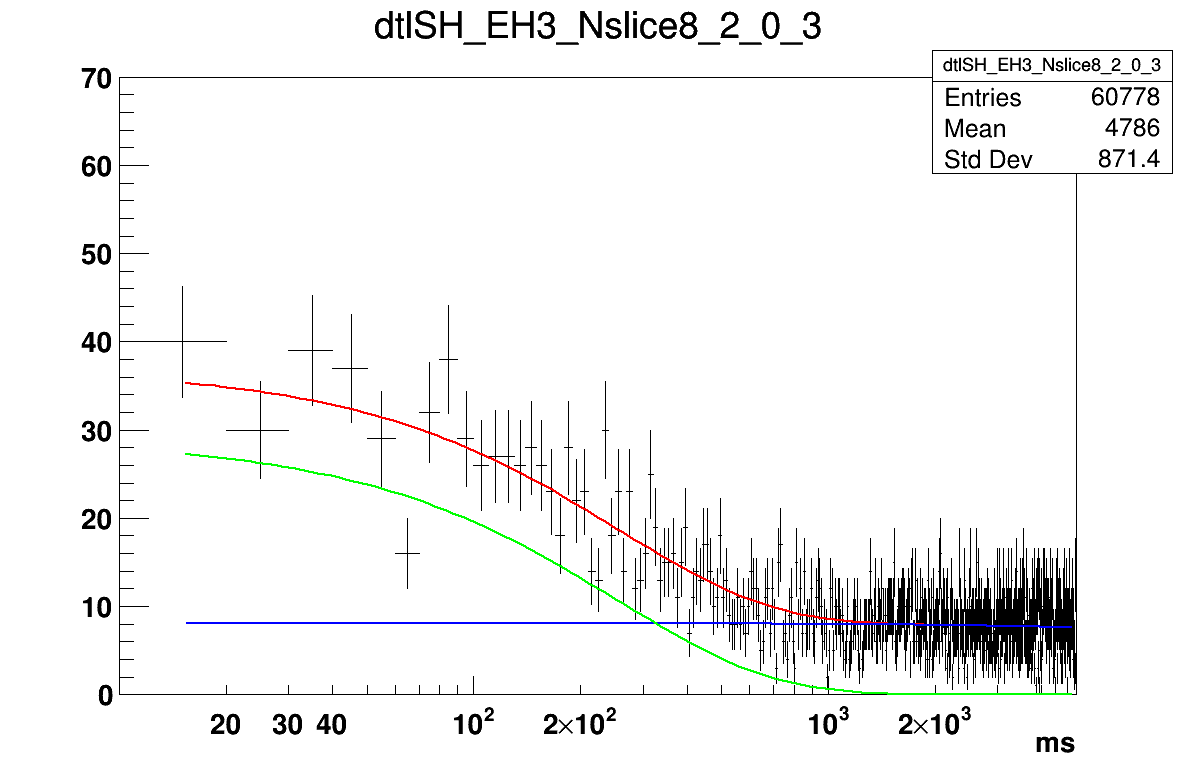 dtlSH_EH3_Nslice8_2_0_3
dtlSH_EH3_Nslice8_2_0_3
Entries 60778
Mean 4786
Std Dev 871.4
70
60
50
40
30
20
10
0
20 30 40 10² 2×10² 10³ 2×10³
ms